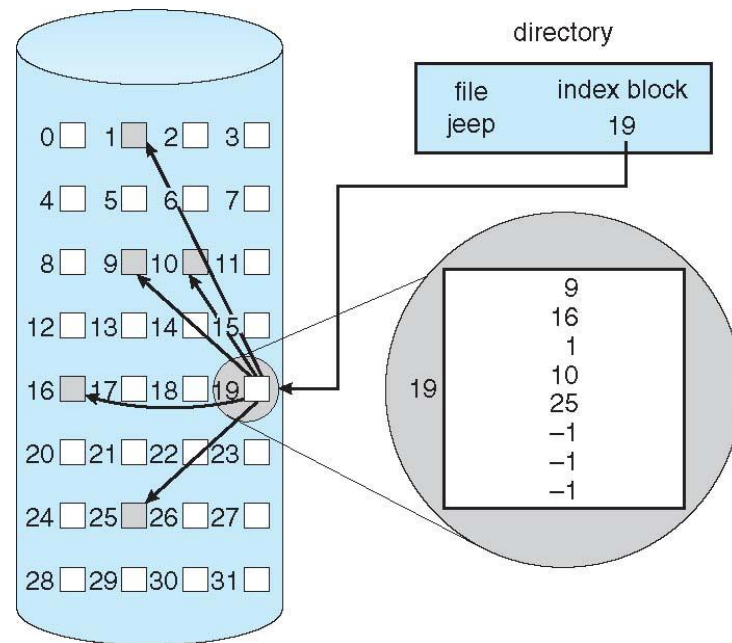 directory
file index block
jeep 19
0 1 2 3
4 5 6 7
8 9 10 11
12 13 14 15
16 17 18 19
20 21 22 23
24 25 26 27
28 29 30 31
19
9
16
1
10
25
–1
–1
–1